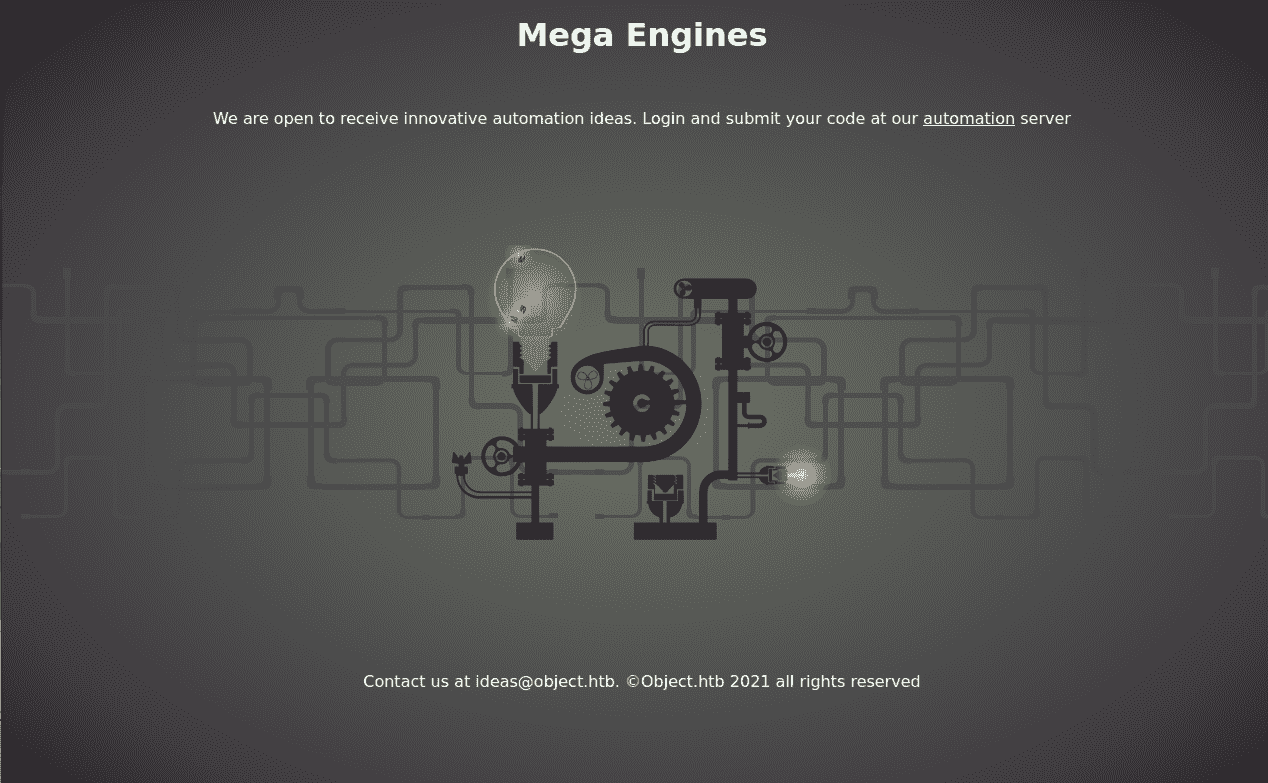 Mega Engines
We are open to receive innovative automation ideas. Login and submit your code at our automation server
Contact us at ideas@object.htb. ©Object.htb 2021 all rights reserved